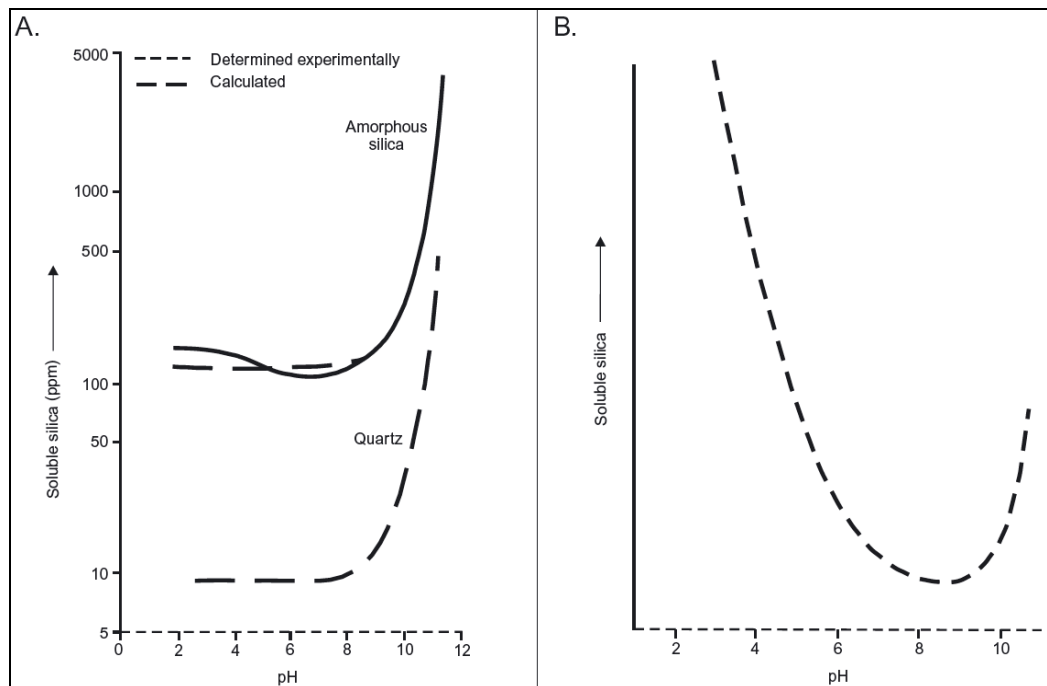 A.
5000
1000
500
100
50
10
5
Soluble silica (ppm)
Determined experimentally
Calculated
Amorphous
silica
Quartz
0 2 4 6 8 10 12
pH
B.
Soluble silica
2 4 6 8 10
pH